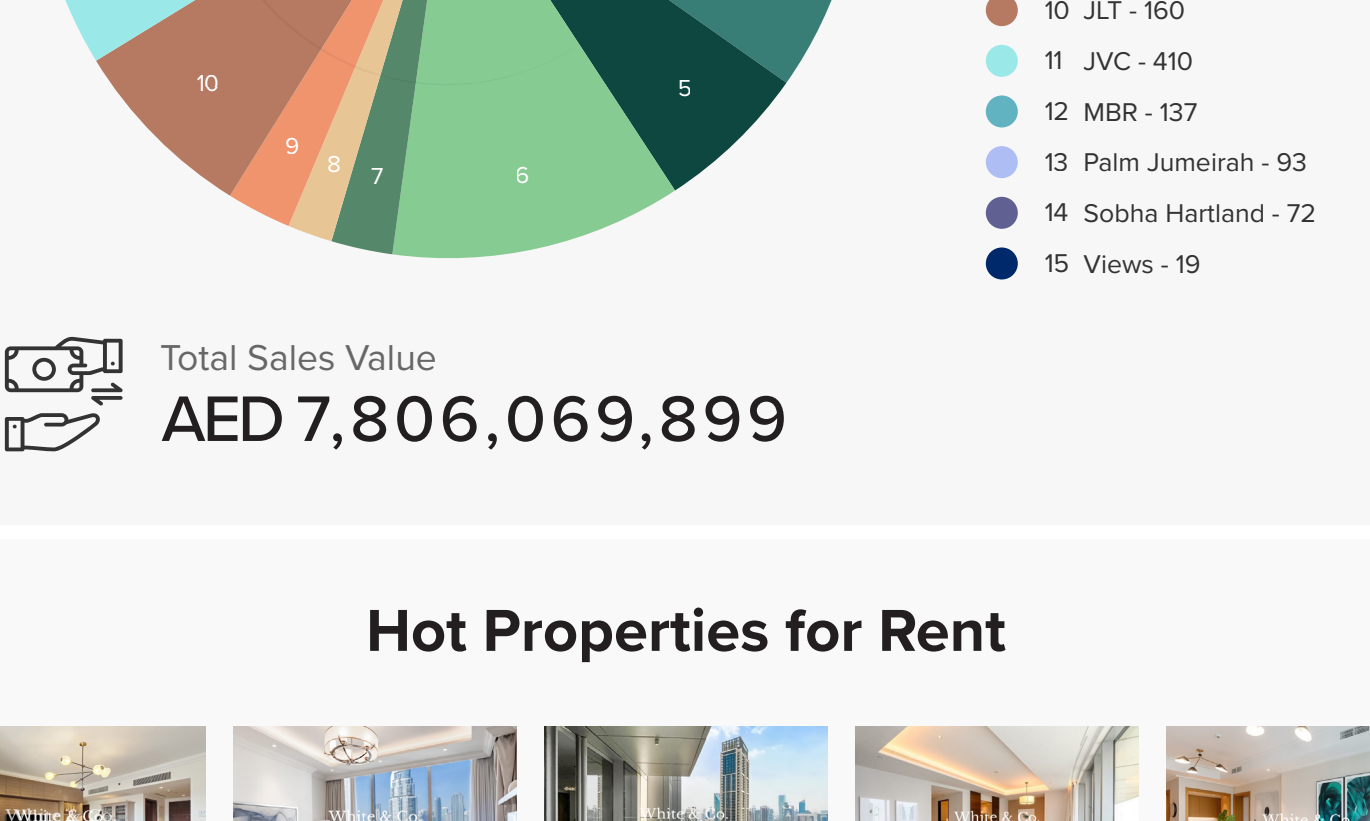 10 JLT - 160
11 JVC - 410
12 MBR - 137
13 Palm Jumeirah - 93
14 Sobha Hartland - 72
15 Views - 19
10
9
8
7
6
5
Total Sales Value
AED 7,806,069,899
Hot Properties for Rent
White & Co.
White & Co.
White & Co.
White & Co.
White & Co.